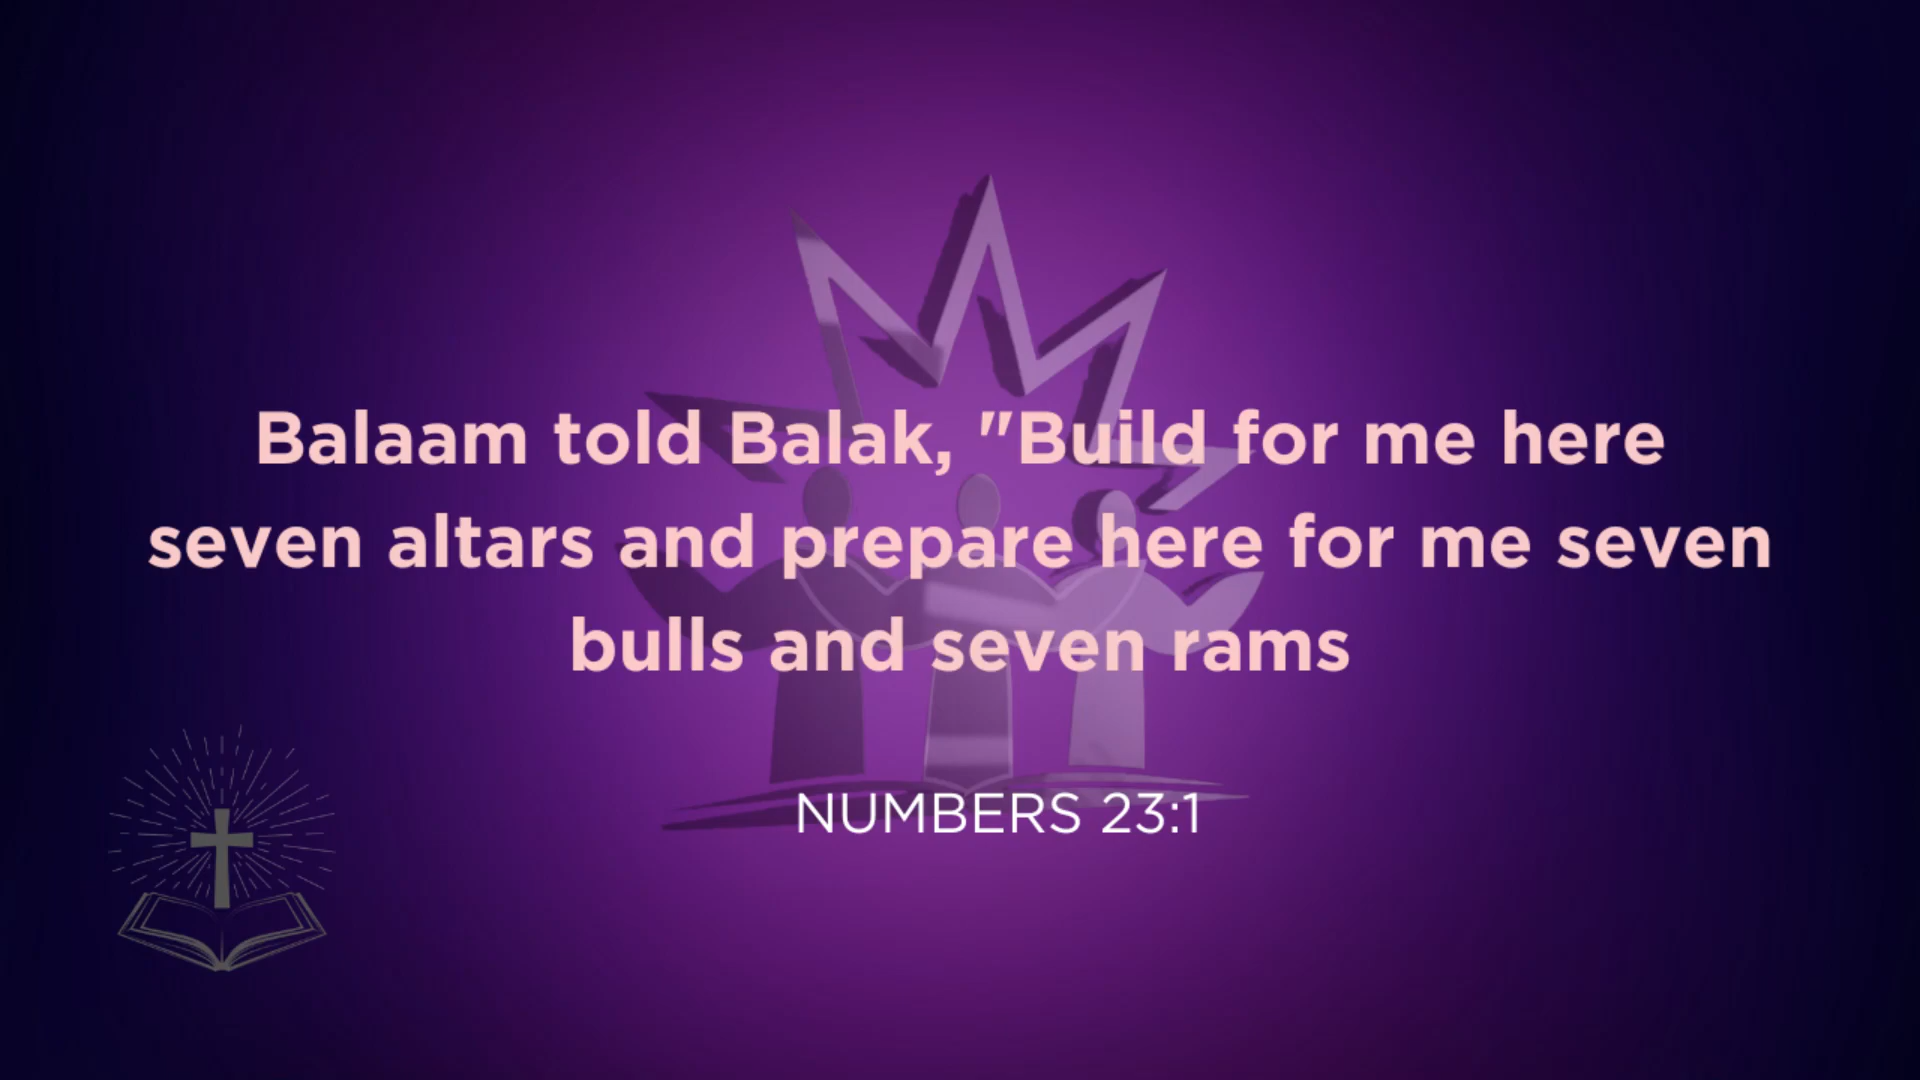 Balaam told Balak, "Build for me here
seven altars and prepare here for me seven
bulls and seven rams
NUMBERS 23:1